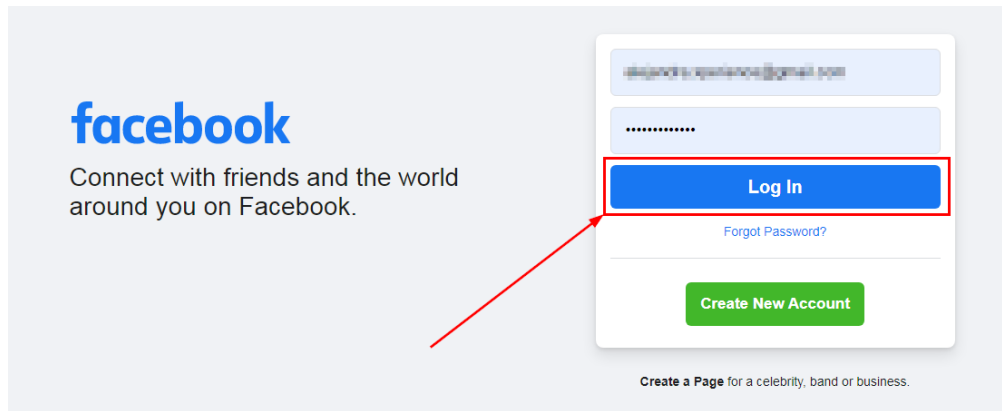 facebook
Connect with friends and the world
around you on Facebook.
•••••••••••••
Log In
Forgot Password?
Create New Account
Create a Page for a celebrity, band or business.